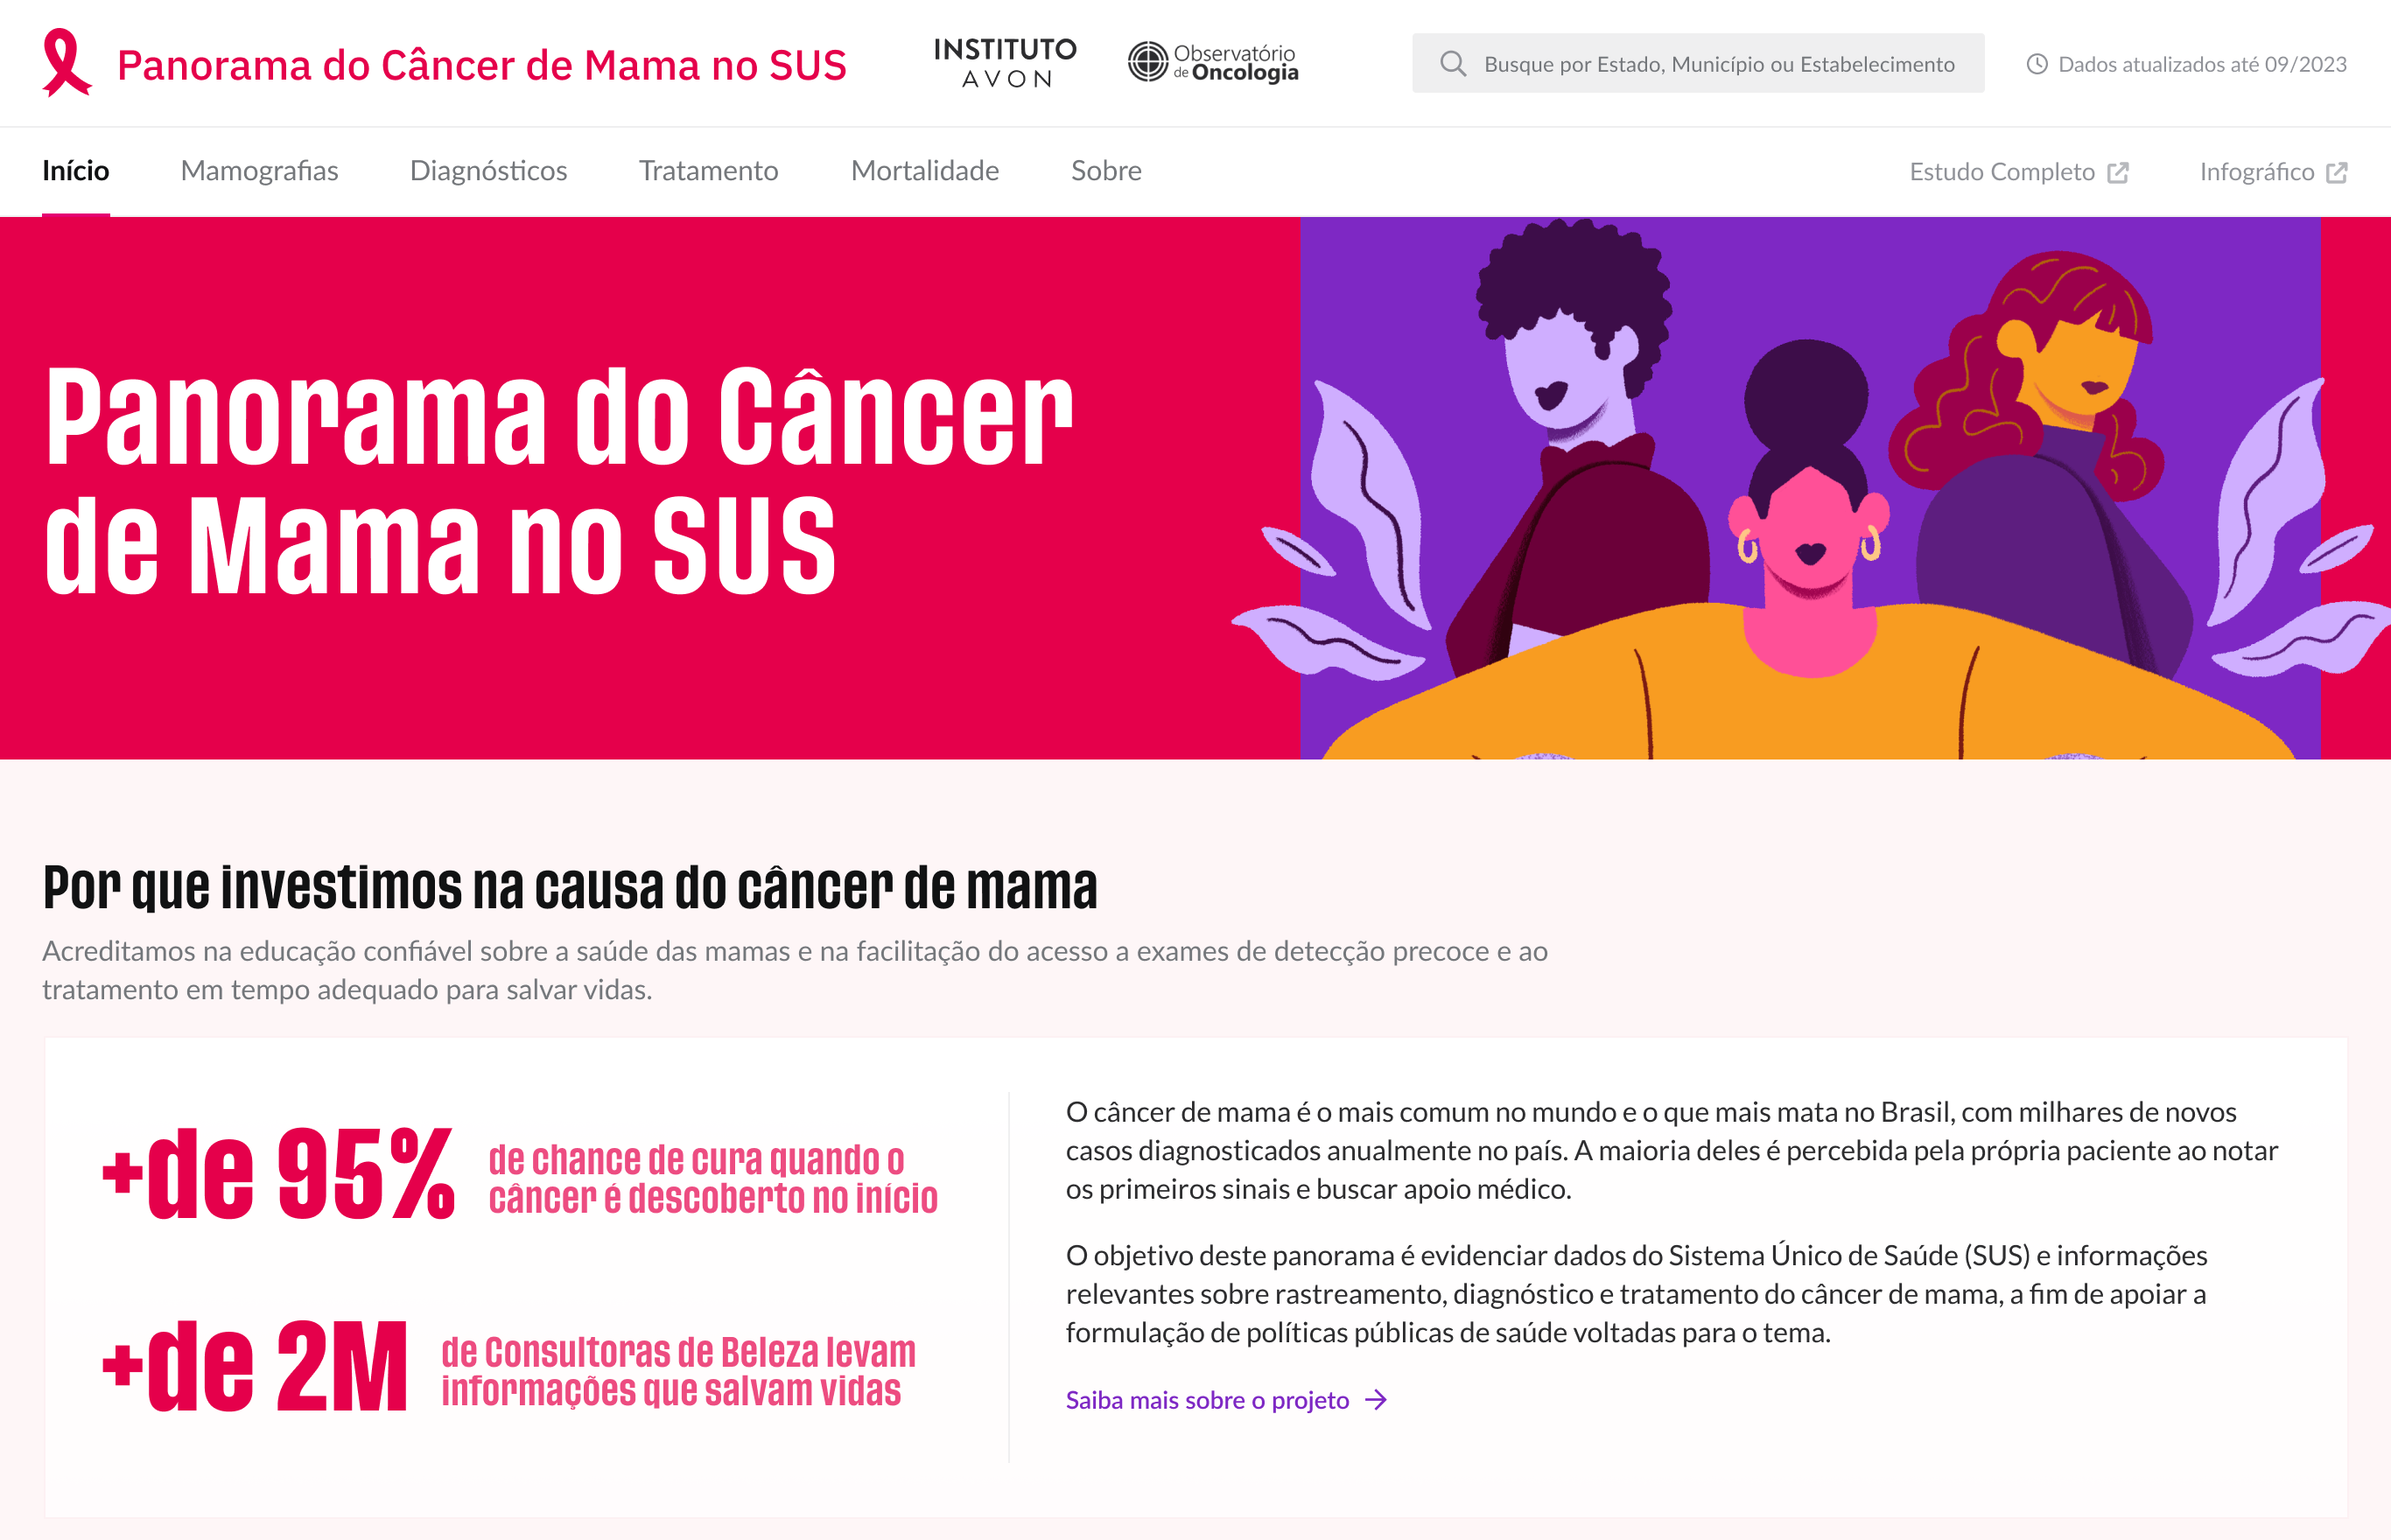 Panorama do Câncer de Mama no SUS
INSTITUTO
AVON
Observatório
de Oncologia
Busque por Estado, Município ou Estabelecimento
Dados atualizados até 09/2023
Início
Mamografias
Diagnósticos
Tratamento
Mortalidade
Sobre
Estudo Completo
Infográfico
Panorama do Câncer
de Mama no SUS
Por que investimos na causa do câncer de mama
Acreditamos na educação confiável sobre a saúde das mamas e na facilitação do acesso a exames de detecção precoce e ao
tratamento em tempo adequado para salvar vidas.
+de 95%
de chance de cura quando o
câncer é descoberto no início
+de 2M
de Consultoras de Beleza levam
informações que salvam vidas
O câncer de mama é o mais comum no mundo e o que mais mata no Brasil, com milhares de novos
casos diagnosticados anualmente no país. A maioria deles é percebida pela própria paciente ao notar
os primeiros sinais e buscar apoio médico.
O objetivo deste panorama é evidenciar dados do Sistema Único de Saúde (SUS) e informações
relevantes sobre rastreamento, diagnóstico e tratamento do câncer de mama, a fim de apoiar a
formulação de políticas públicas de saúde voltadas para o tema.
Saiba mais sobre o projeto